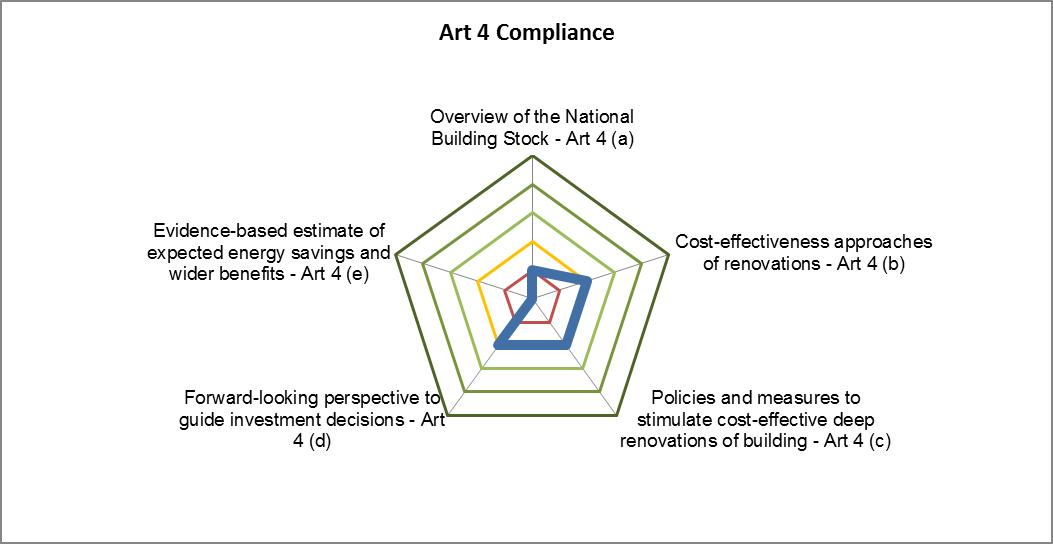 Art 4 Compliance
Overview of the National
Building Stock - Art 4 (a)
Cost-effectiveness approaches
of renovations - Art 4 (b)
Policies and measures to
stimulate cost-effective deep
renovations of building - Art 4 (c)
Forward-looking perspective to
guide investment decisions - Art
4 (d)
Evidence-based estimate of
expected energy savings and
wider benefits - Art 4 (e)